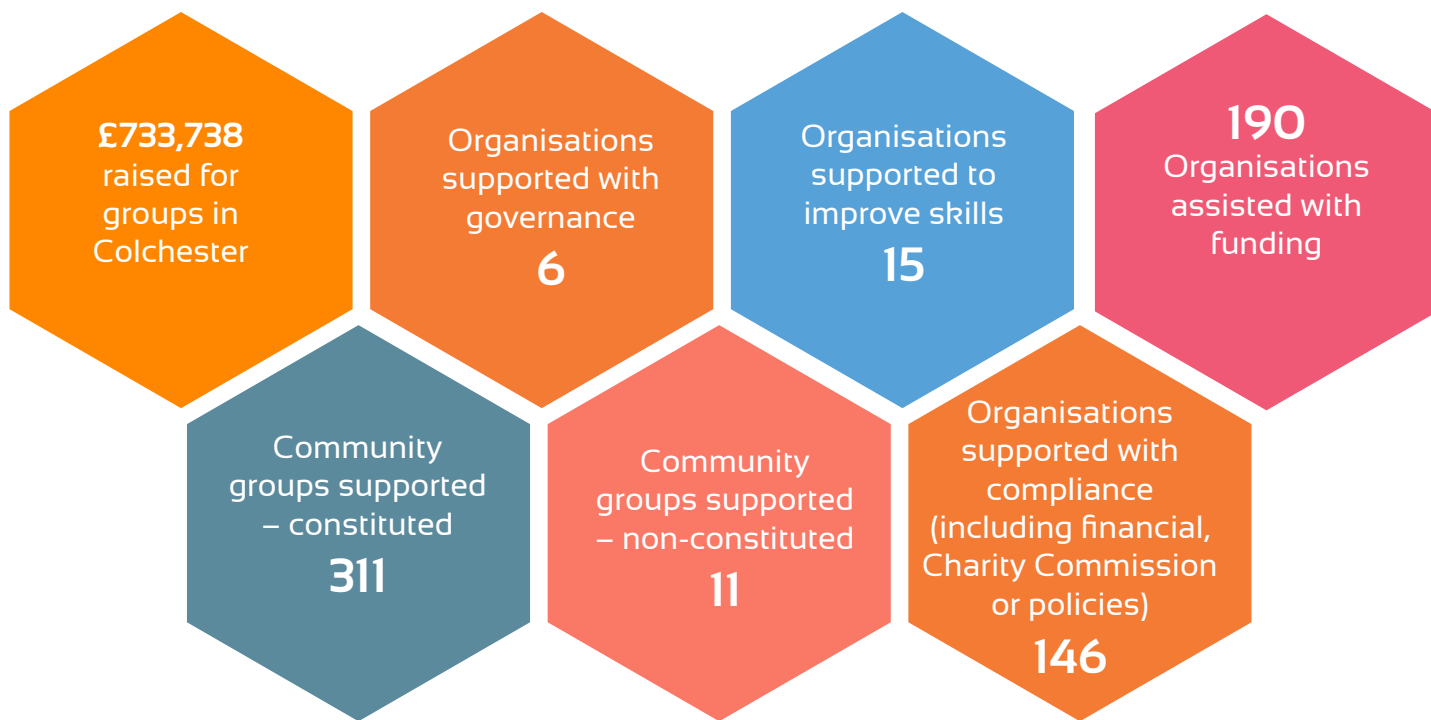 £733,738
raised for
groups in
Colchester
Organisations
supported with
governance
6
Organisations
supported to
improve skills
15
190
Organisations
assisted with
funding
Community
groups supported
– constituted
311
Community
groups supported
– non-constituted
11
Organisations
supported with
compliance
(including financial,
Charity Commission
or policies)
146